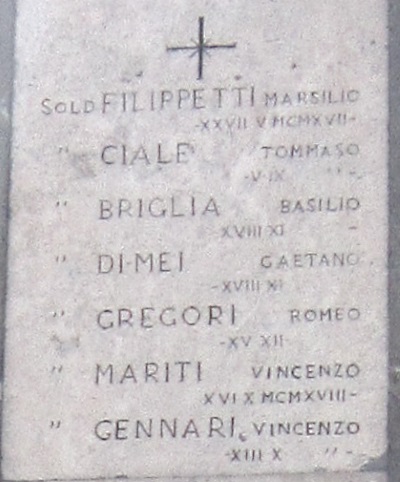 SOLD FILIPPETTI MARSILIO
-XXVII V MCMXVII-
" CIALE' TOMMASO
-V IX " -
" BRIGLIA BASILIO
XVIII XI -
" DI-MEI GAETANO
-XVIII XI
" GREGORI ROMEO
-XV XII
" MARITI VINCENZO
XVI X MCMXVIII-
" GENNARI, VINCENZO
-XIII X " -